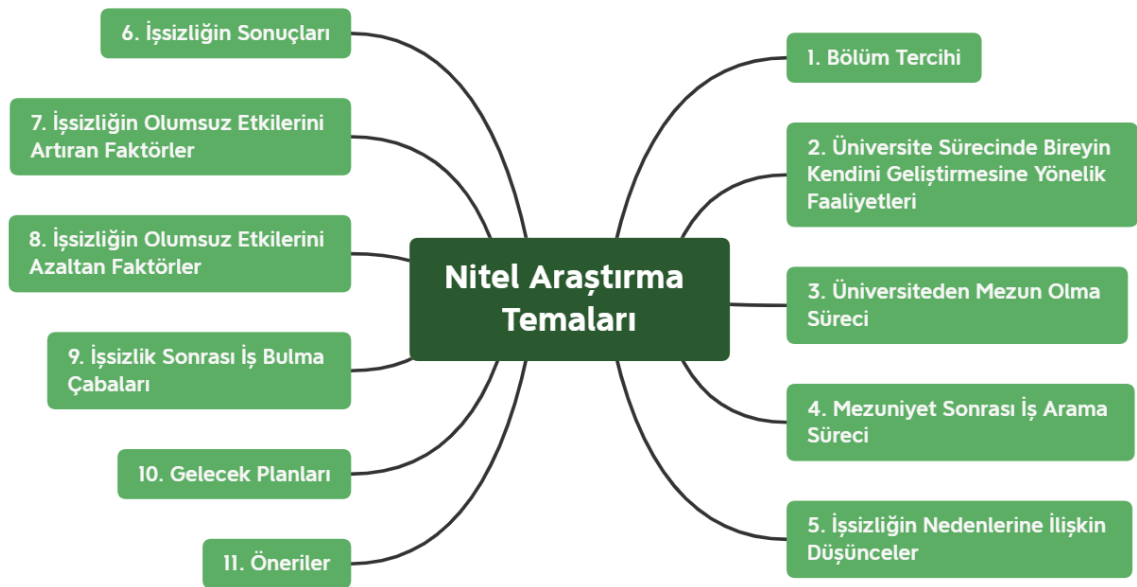 Nitel Araştırma
Temaları
1. Bölüm Tercihi
2. Üniversite Sürecinde Bireyin
Kendini Geliştirmesine Yönelik
Faaliyetleri
3. Üniversiteden Mezun Olma
Süreci
4. Mezuniyet Sonrası İş Arama
Süreci
5. İşsizliğin Nedenlerine İlişkin
Düşünceler
6. İşsizliğin Sonuçları
7. İşsizliğin Olumsuz Etkilerini
Artıran Faktörler
8. İşsizliğin Olumsuz Etkilerini
Azaltan Faktörler
9. İşsizlik Sonrası İş Bulma
Çabaları
10. Gelecek Planları
11. Öneriler